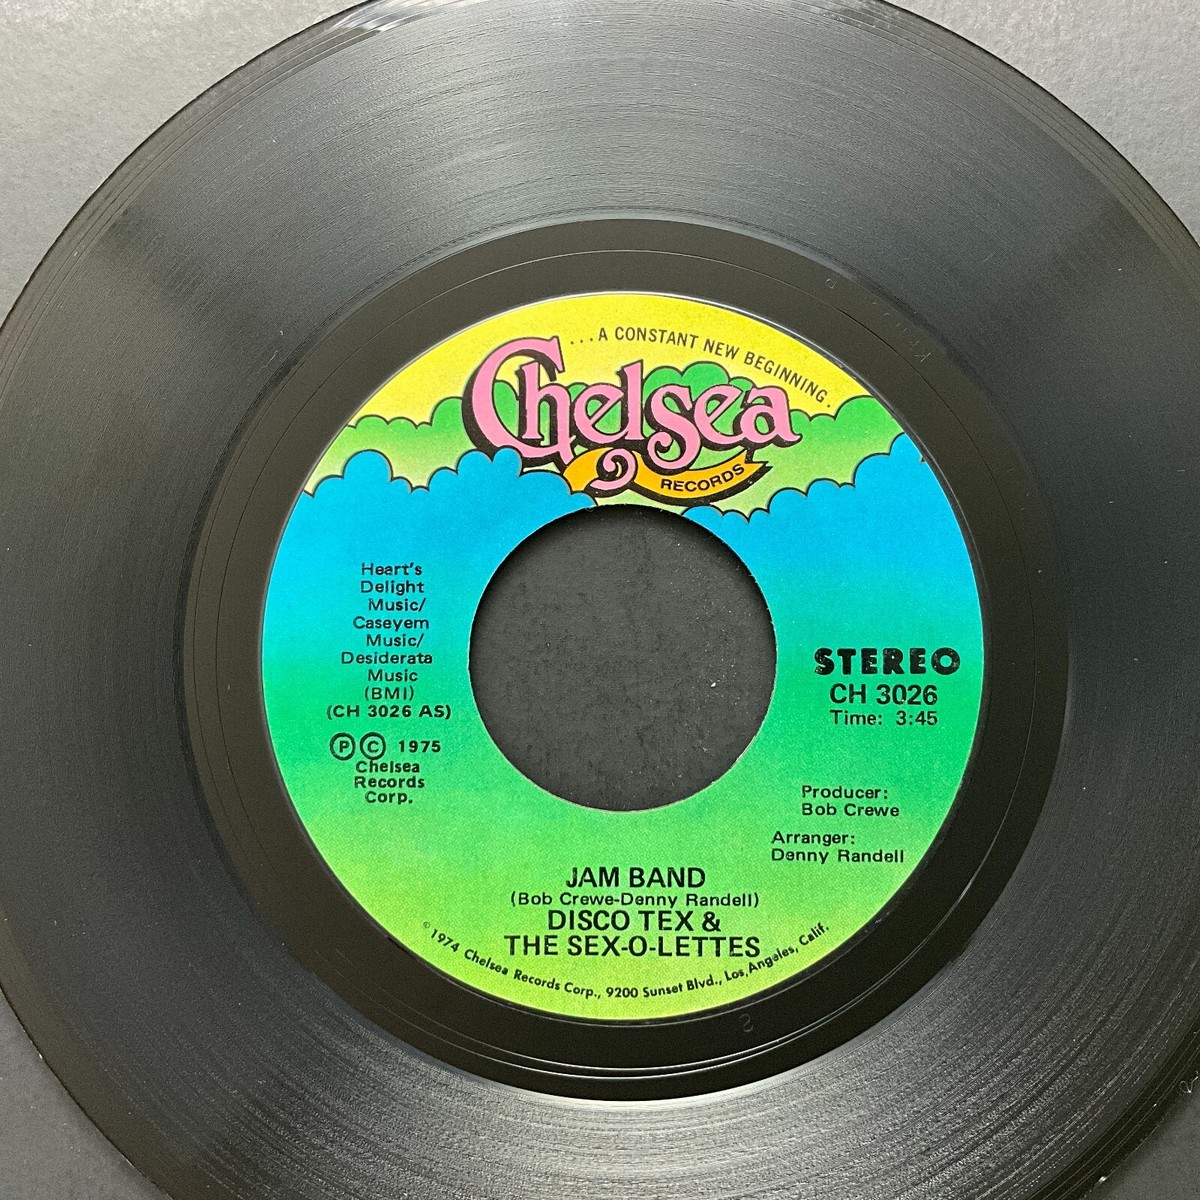 ...A CONSTANT NEW BEGINNING.
Chelsea
RECORDS
Heart's
Delight
Music/
Caseyem
Music/
Desiderata
Music
(BMI)
(CH 3026 AS)
Ⓟ © 1975
Chelsea
Records
Corp.
STEREO
CH 3026
Time: 3:45
Producer:
Bob Crewe
Arranger:
Denny Randell
JAM BAND
(Bob Crewe-Denny Randell)
DISCO TEX &
THE SEX-O-LETTES
©1974 Chelsea Records Corp., 9200 Sunset Blvd., Los Angeles, Calif.